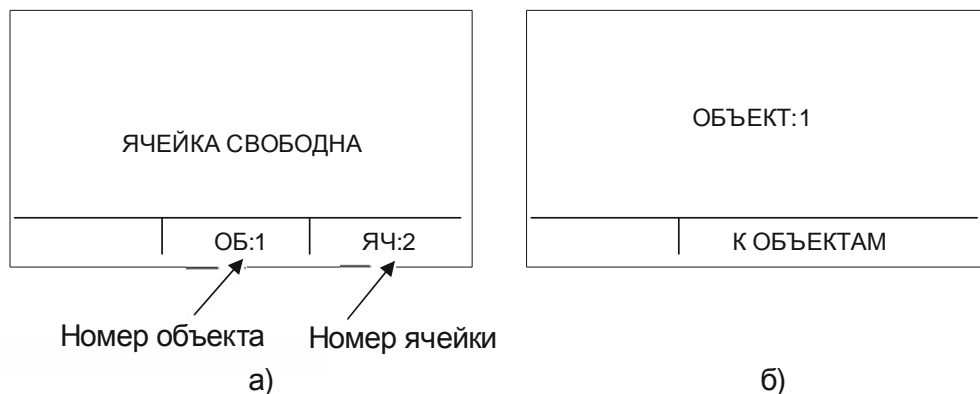 ЯЧЕЙКА СВОБОДНА
ОБ:1
ЯЧ:2
Номер объекта
Номер ячейки
а)
ОБЪЕКТ:1
К ОБЪЕКТАМ
б)